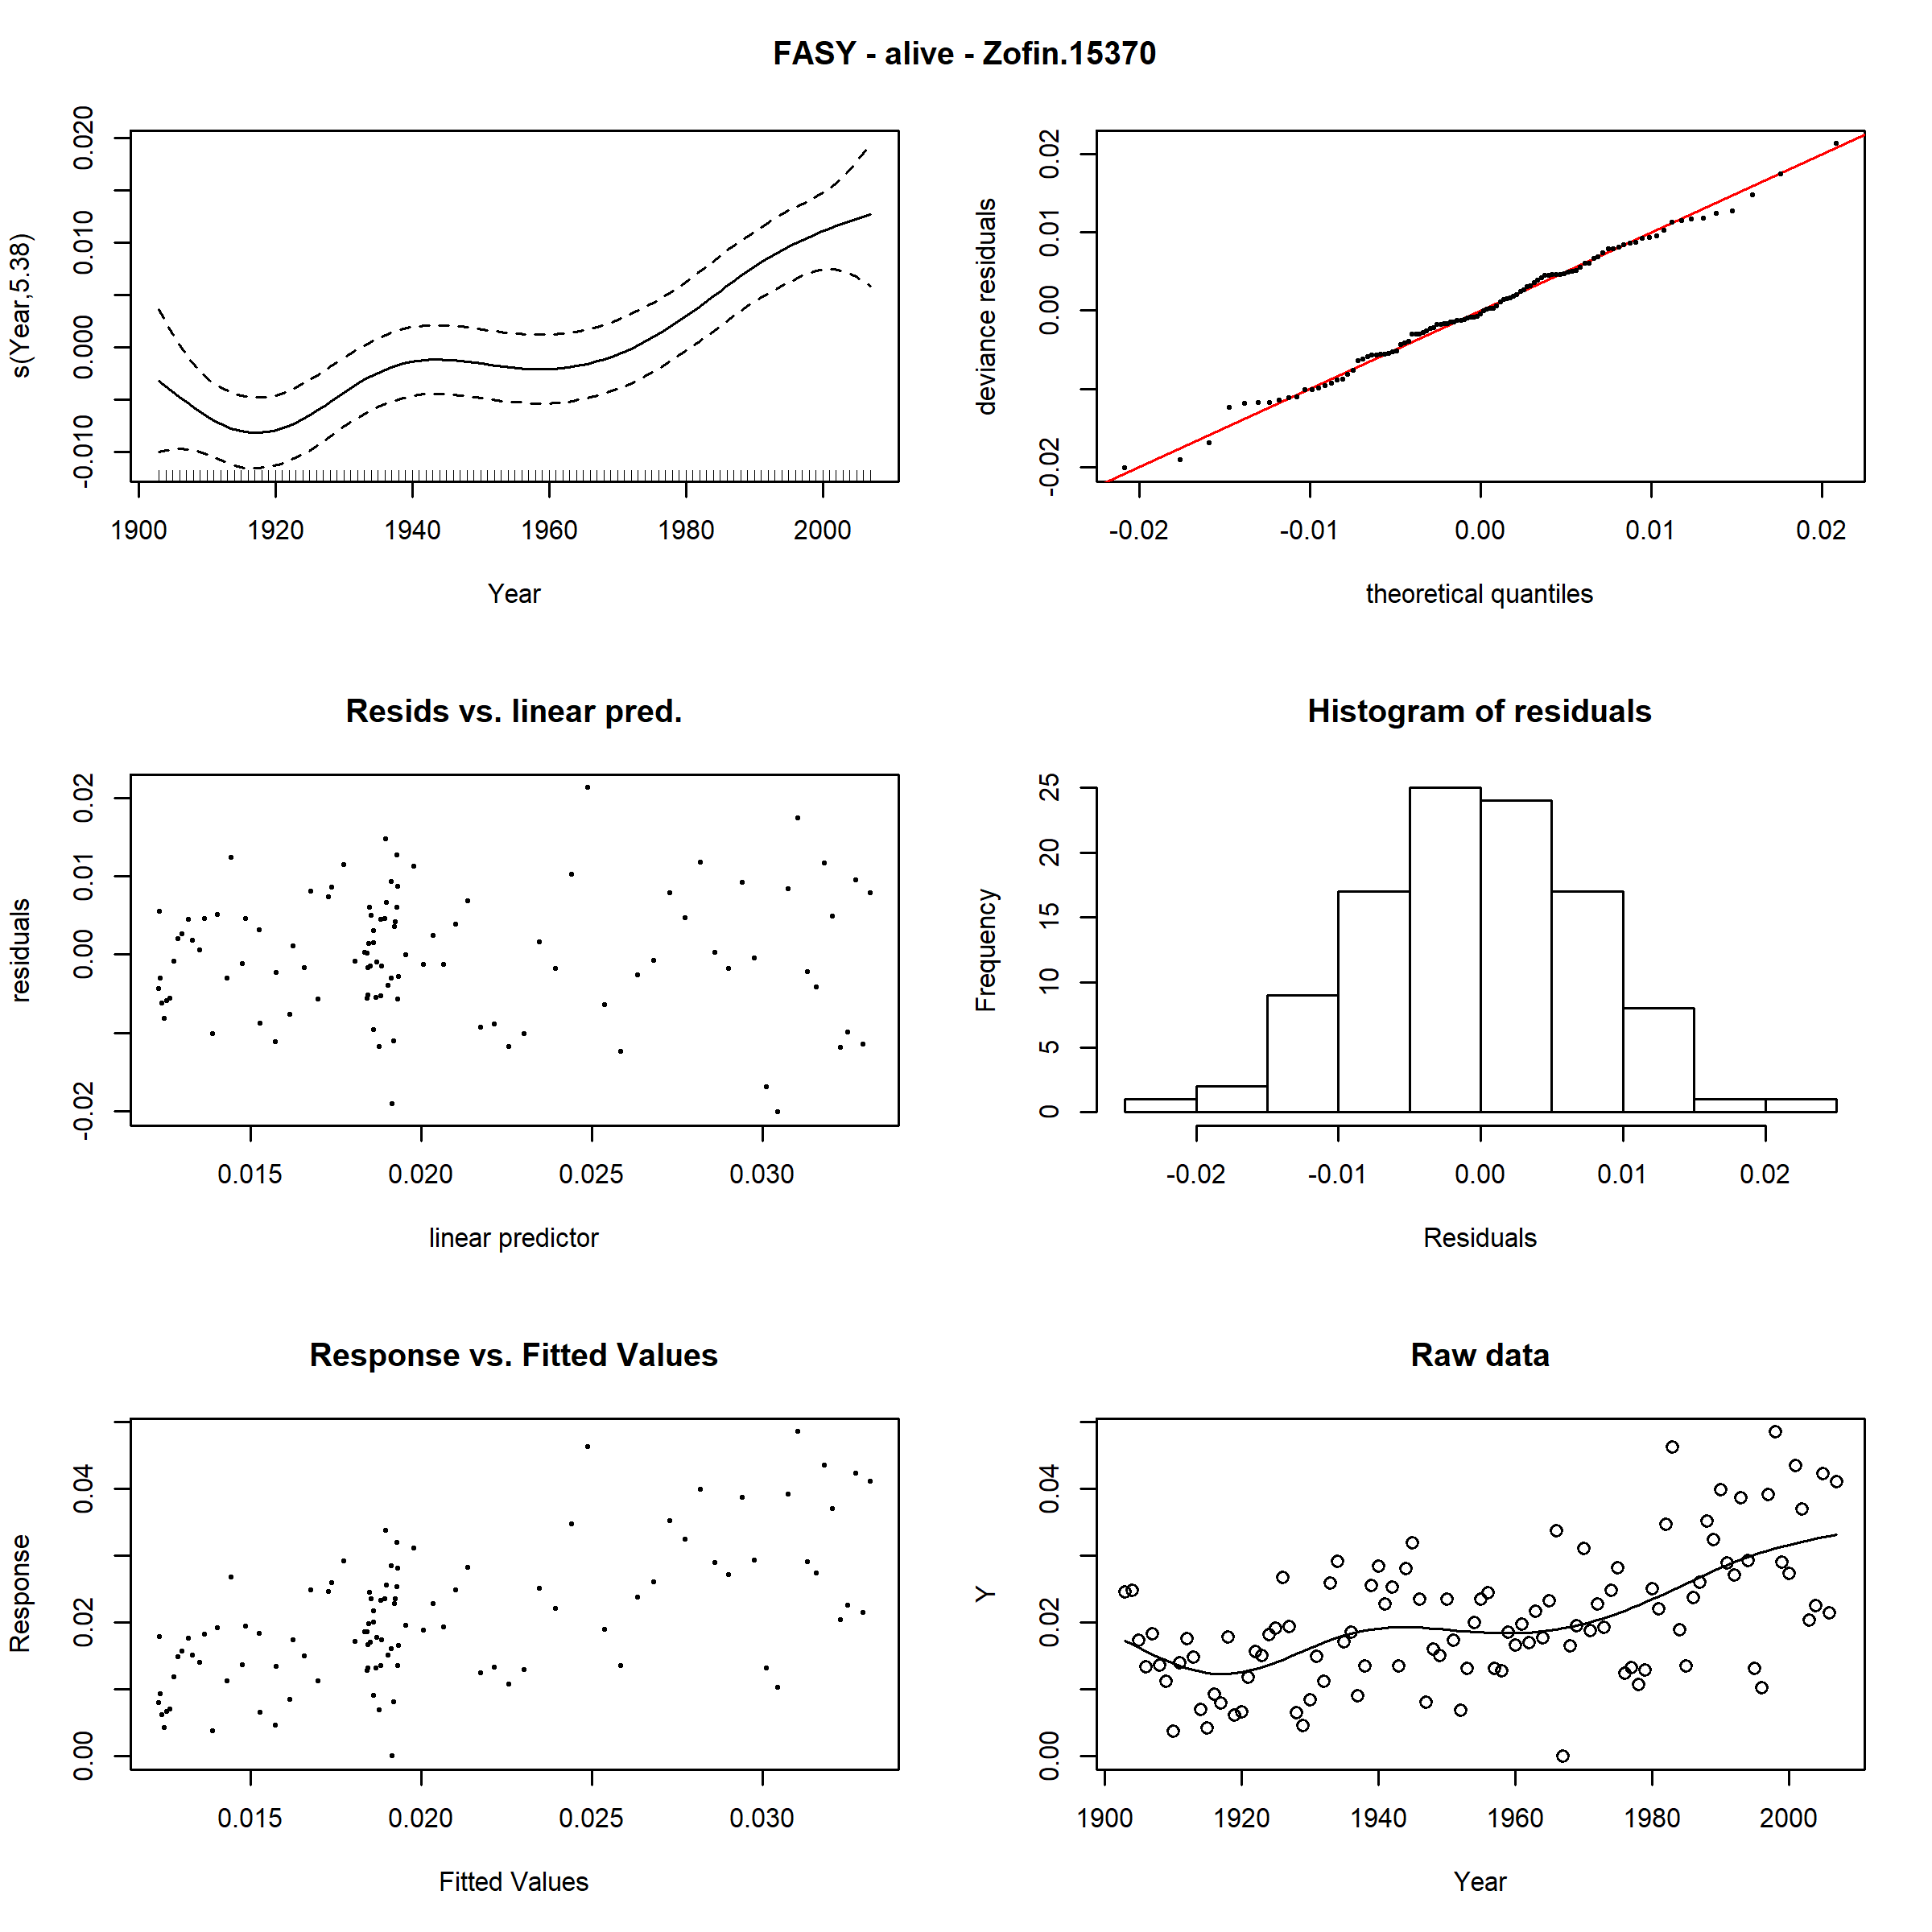 FASY - alive - Zofin.15370
s(Year,5.38)
0.020
0.010
0.000
-0.010
1900 1920 1940 1960 1980 2000
Year
deviance residuals
0.02
0.01
0.00
-0.02
-0.02 -0.01 0.00 0.01 0.02
theoretical quantiles
Resids vs. linear pred.
residuals
0.02
0.01
0.00
-0.02
0.015 0.020 0.025 0.030
linear predictor
Histogram of residuals
Frequency
25
20
15
10
5
0
-0.02 -0.01 0.00 0.01 0.02
Residuals
Response vs. Fitted Values
Response
0.04
0.02
0.00
0.015 0.020 0.025 0.030
Fitted Values
Raw data
Y
0.04
0.02
0.00
1900 1920 1940 1960 1980 2000
Year